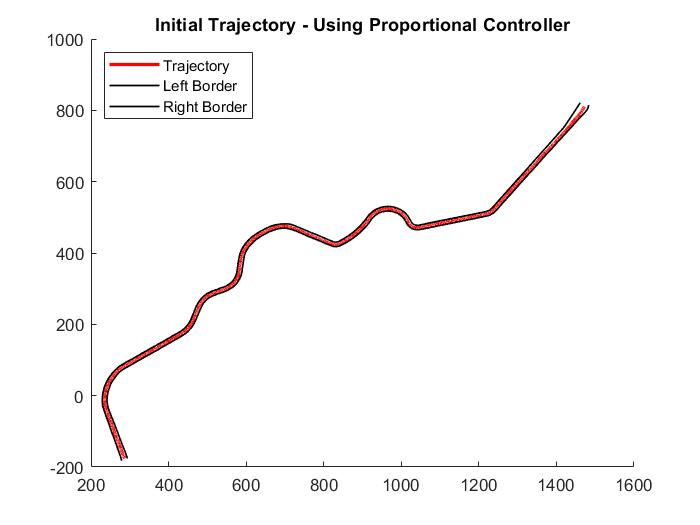 Initial Trajectory - Using Proportional Controller
1000
Trajectory
Left Border
Right Border
800
600
400
200
0
-200
200 400 600 800 1000 1200 1400 1600